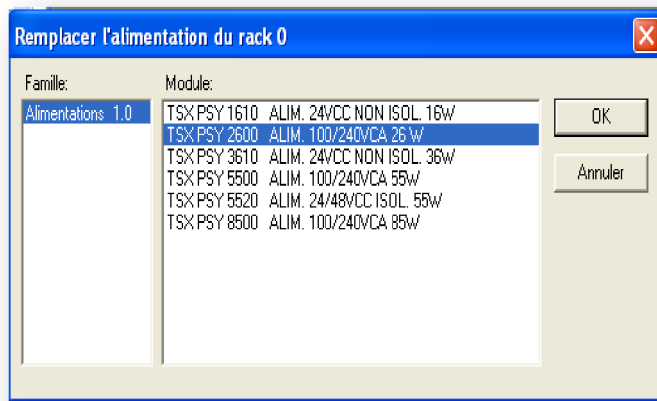 Remplacer l'alimentation du rack 0
Famille:
Module:
Alimentations 1.0
TSX PSY 1610 ALIM. 24VCC NON ISOL. 16W
TSX PSY 2600 ALIM. 100/240VCA 26 W
TSX PSY 3610 ALIM. 24VCC NON ISOL. 36W
TSX PSY 5500 ALIM. 100/240VCA 55W
TSX PSY 5520 ALIM. 24/48VCC ISOL. 55W
TSX PSY 8500 ALIM. 100/240VCA 85W
OK
Annuler